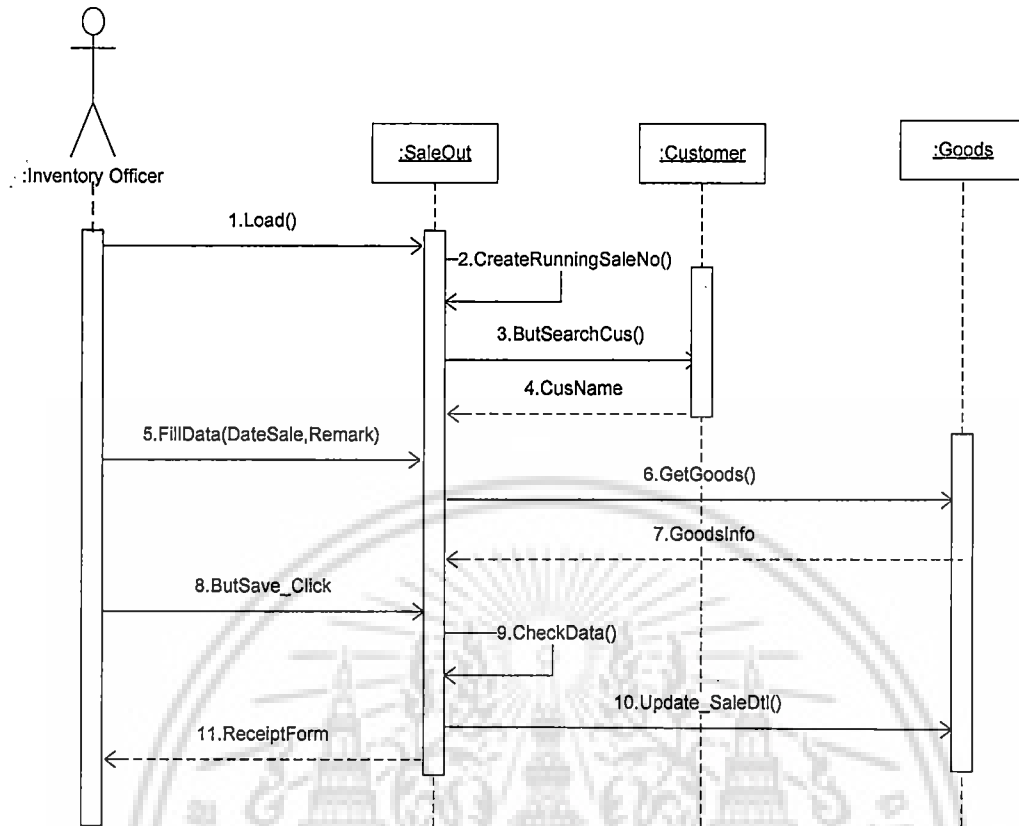 :Inventory Officer
:SaleOut
:Customer
:Goods
1.Load()
2.CreateRunningSaleNo()
3.ButSearchCus()
4.CusName
5.FillData(DateSale,Remark)
6.GetGoods()
7.GoodsInfo
8.ButSave_Click
9.CheckData()
10.Update_SaleDtl()
11.ReceiptForm